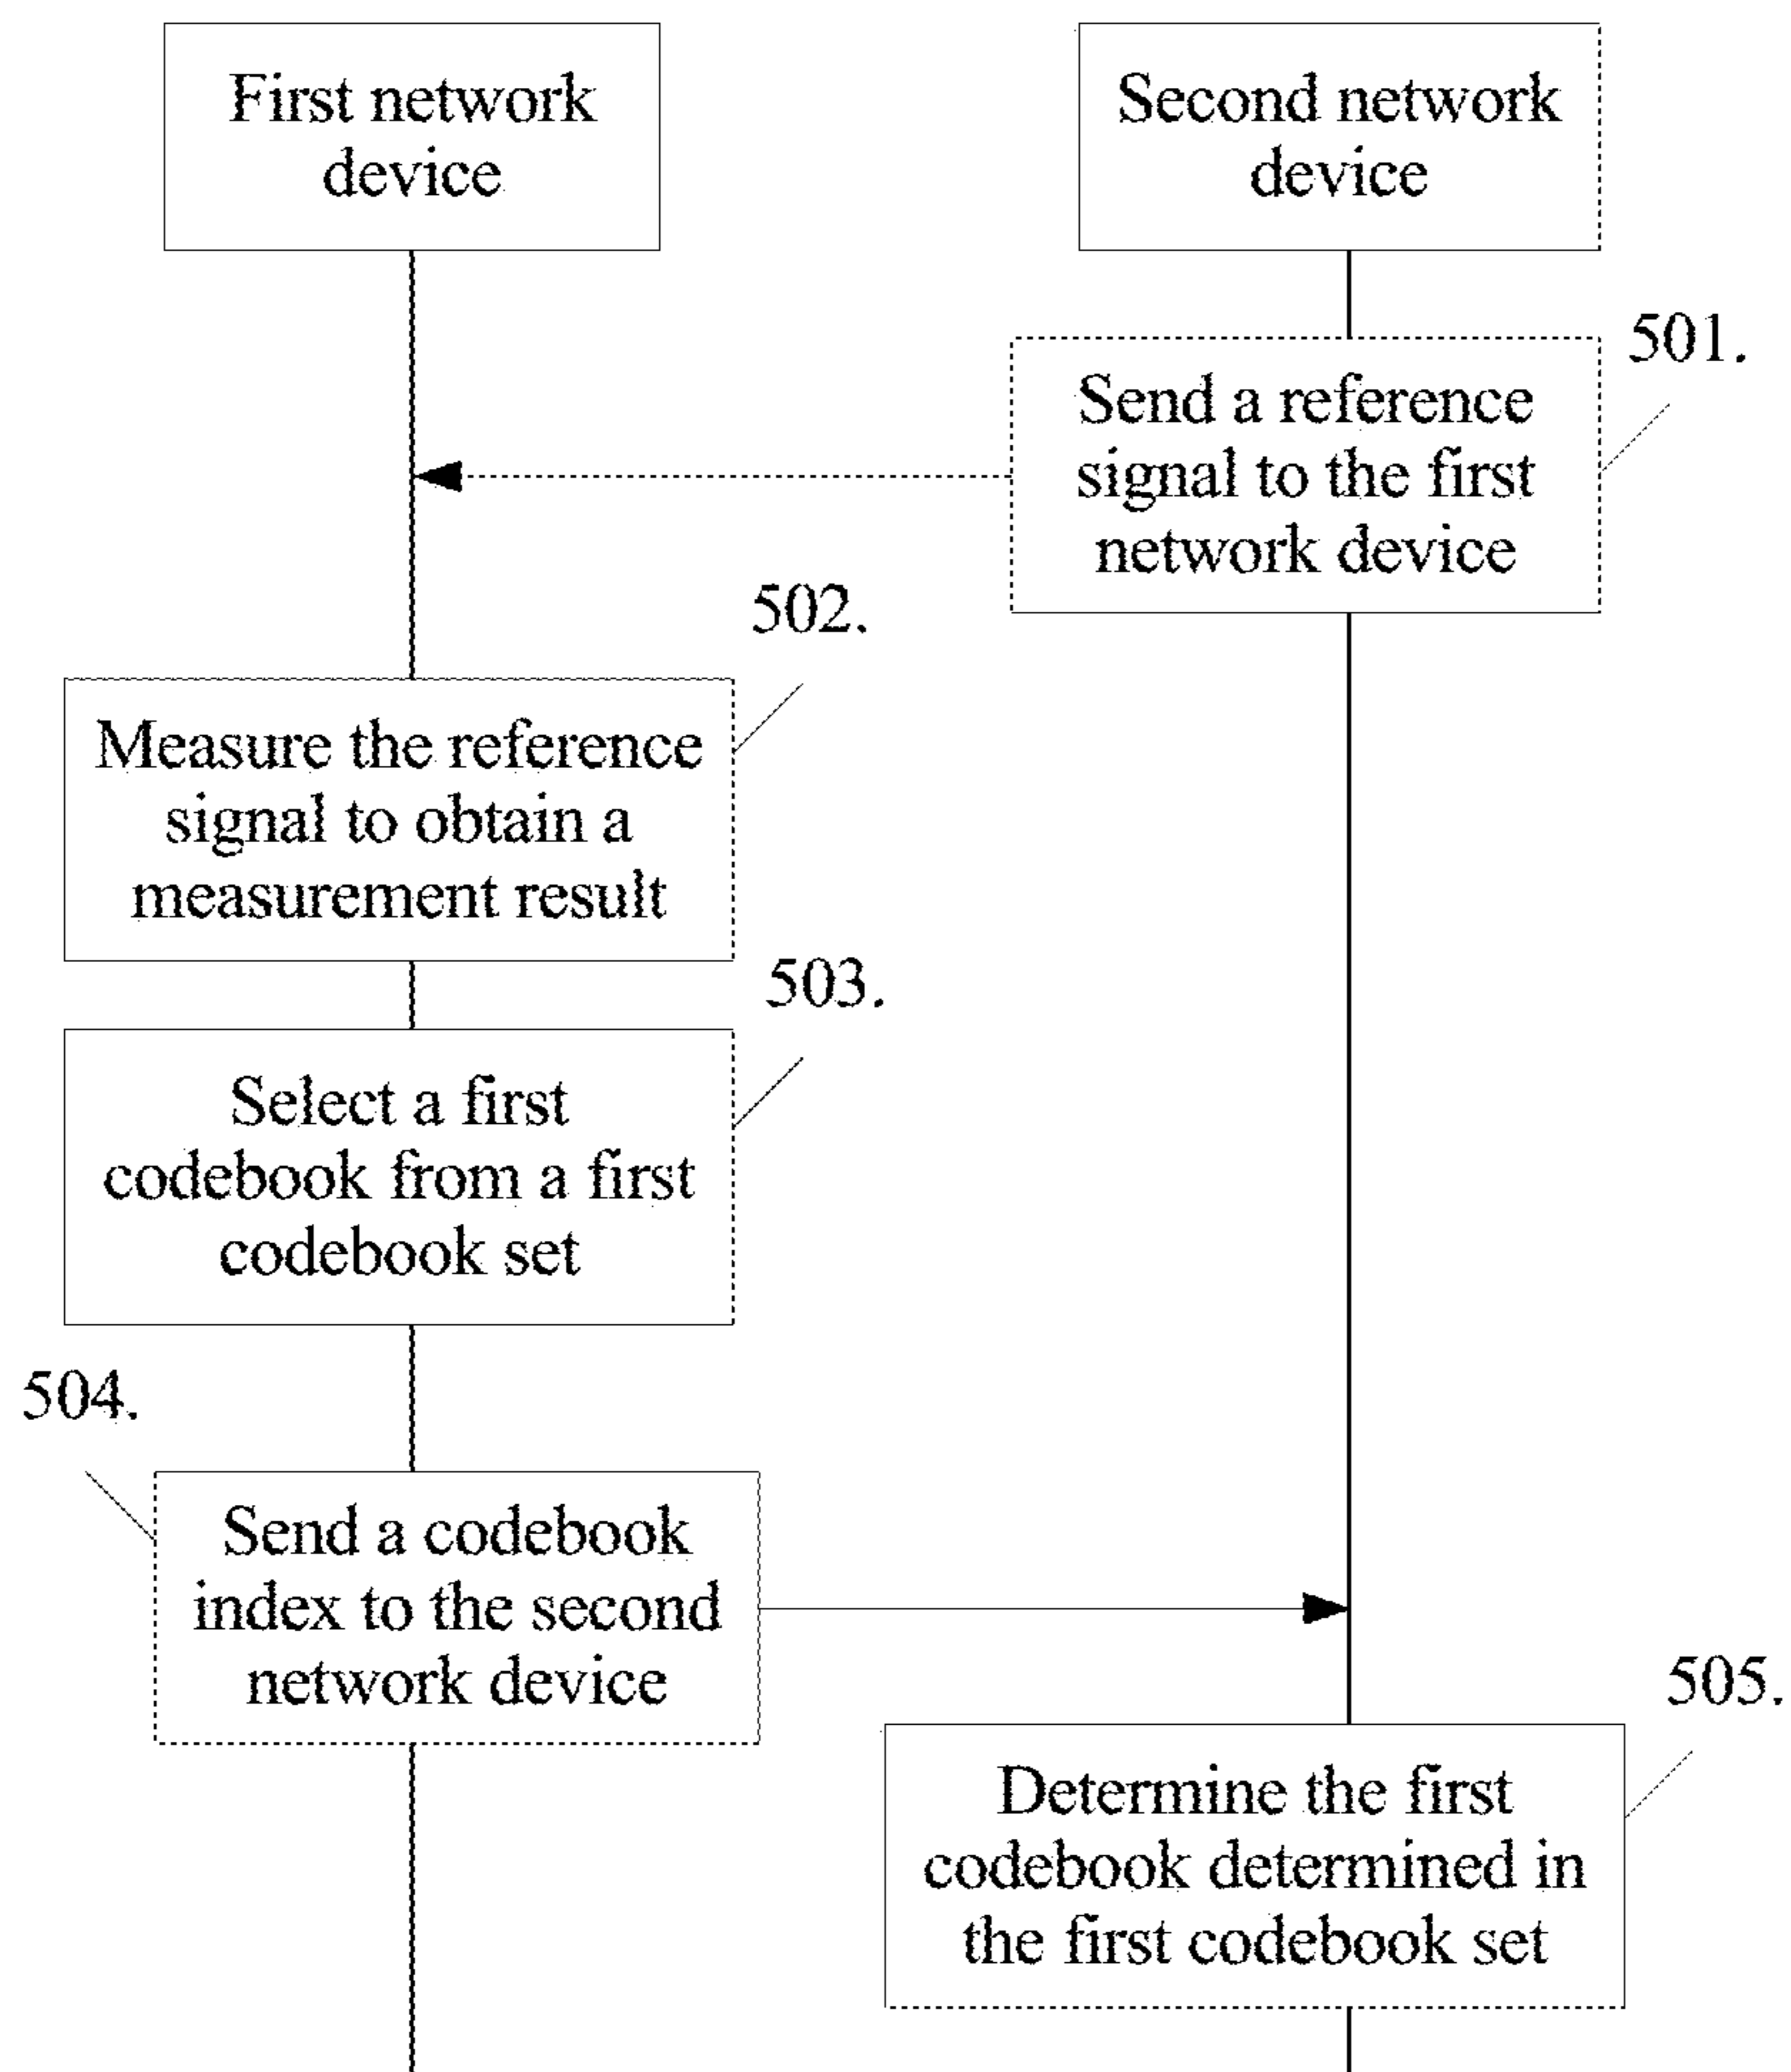 First network
device
Second network
device
501.
Send a reference
signal to the first
network device
502.
Measure the reference
signal to obtain a
measurement result
503.
Select a first
codebook from a first
codebook set
504.
Send a codebook
index to the second
network device
505.
Determine the first
codebook determined in
the first codebook set